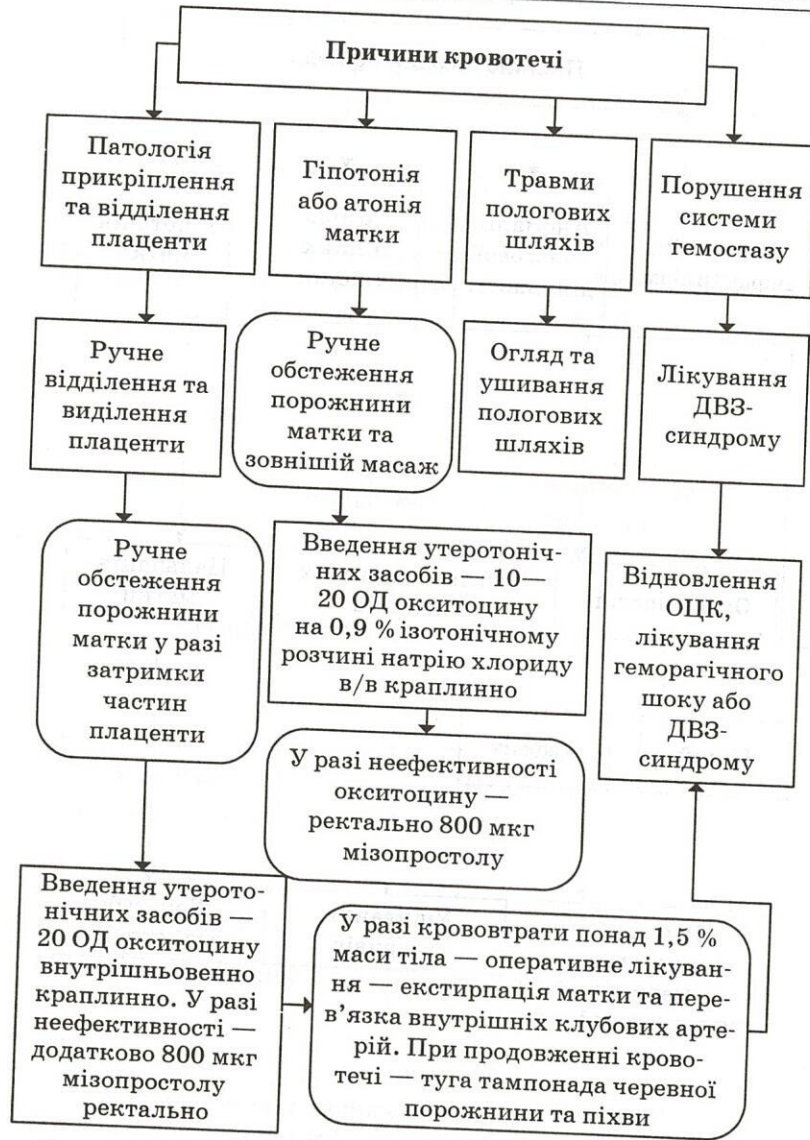 Причини кровотечі
Патологія
прикріплення
та відділення
плаценти
Гіпотонія
або атонія
матки
Травми
пологових
шляхів
Порушення
системи
гемостазу
Ручне
відділення та
виділення
плаценти
Ручне
обстеження
порожнини
матки та
зовнішій масаж
Огляд та
ушивання
пологових
шляхів
Лікування
ДВЗ-
синдрому
Ручне
обстеження
порожнини
матки у разі
затримки
частин
плаценти
Введення утеротоніч-
них засобів — 10—
20 ОД окситоцину
на 0,9 % ізотонічному
розчині натрію хлориду
в/в краплинно
Відновлення
ОЦК,
лікування
геморагічного
шоку або
ДВЗ-
синдрому
У разі неефективності
окситоцину —
ректально 800 мкг
мізопростолу
Введення утерото-
нічних засобів —
20 ОД окситоцину
внутрішньовенно
краплинно. У разі
неефективності —
додатково 800 мкг
мізопростолу
ректально
У разі крововтрати понад 1,5 %
маси тіла — оперативне лікуван-
ня — екстирпація матки та пере-
в’язка внутрішніх клубових арте-
рій. При продовженні крово-
течі — туга тампонада черевної
порожнини та піхви